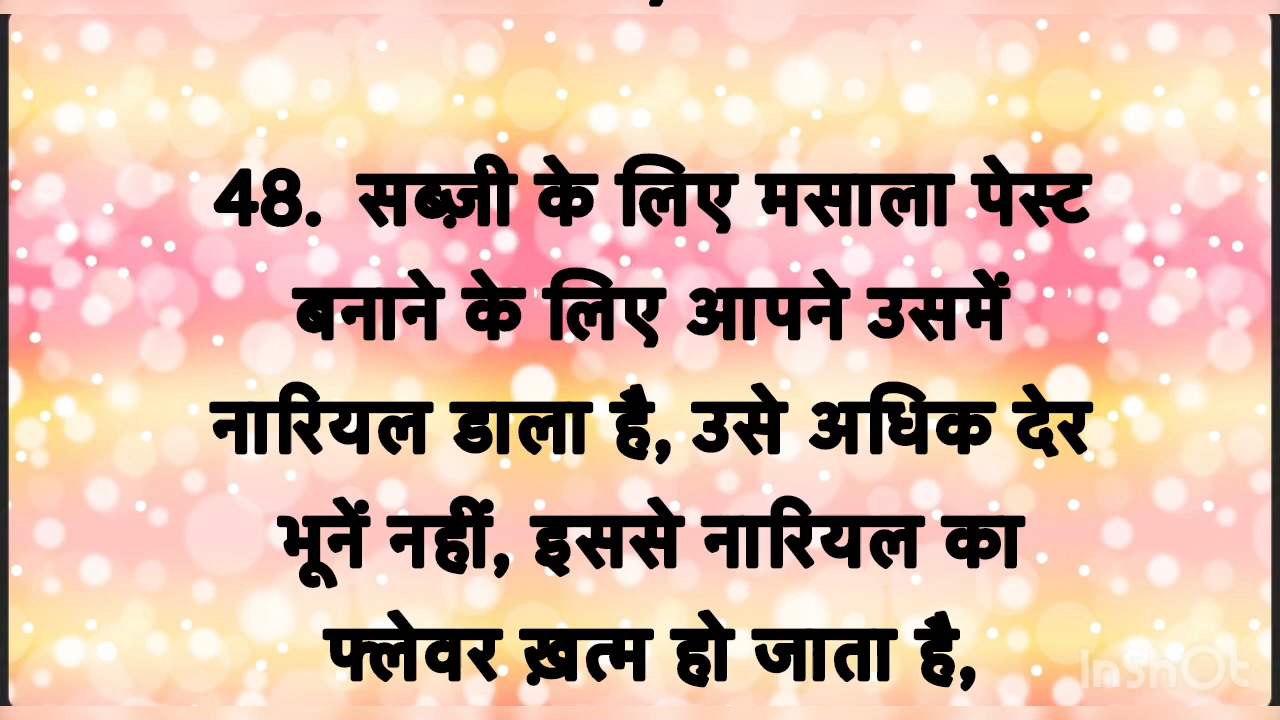 48. सब्ज़ी के लिए मसाला पेस्ट
बनाने के लिए आपने उसमें
नारियल डाला है, उसे अधिक देर
भूनें नहीं, इससे नारियल का
फ्लेवर ख़त्म हो जाता है,
InShOt